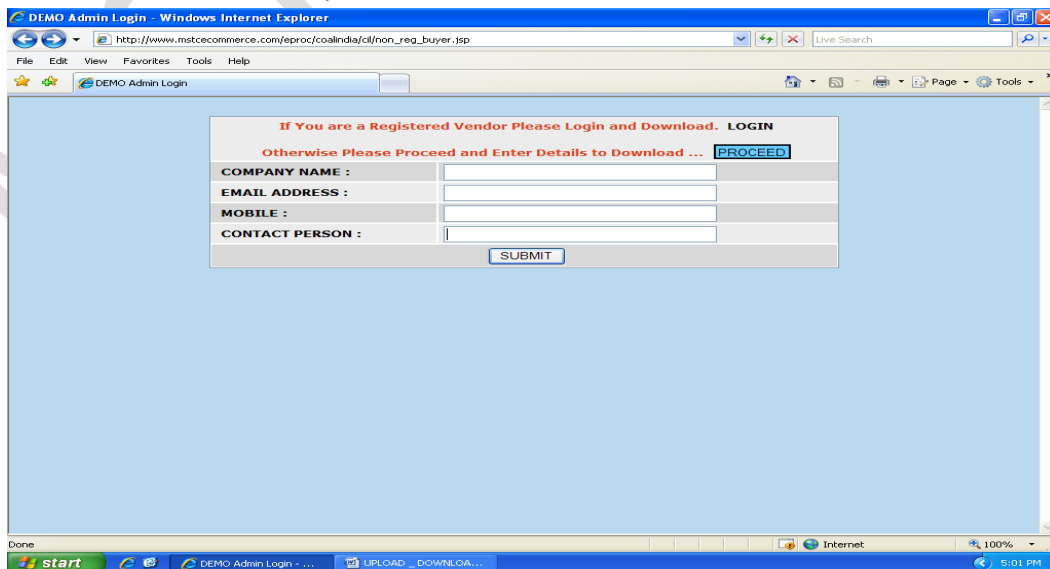 DEMO Admin Login - Windows Internet Explorer
http://www.mstcecommerce.com/eproc/coalindia/cil/non_reg_buyer.jsp
Live Search
File Edit View Favorites Tools Help
DEMO Admin Login
Page Tools
If You are a Registered Vendor Please Login and Download. LOGIN
Otherwise Please Proceed and Enter Details to Download ... PROCEED
COMPANY NAME :
EMAIL ADDRESS :
MOBILE :
CONTACT PERSON :
SUBMIT
Done Internet 100%
start DEMO Admin Login - ... UPLOAD _ DOWNLOA... 5:01 PM